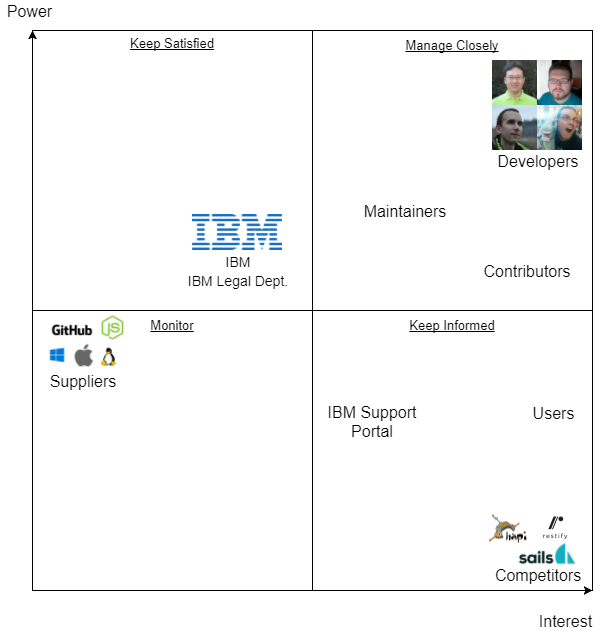 Power
Keep Satisfied
Manage Closely
Developers
Maintainers
IBM
IBM
IBM Legal Dept.
Contributors
GitHub
JS
Monitor
Keep Informed
Suppliers
IBM Support
Portal
Users
hapi
restify
sails
Competitors
Interest